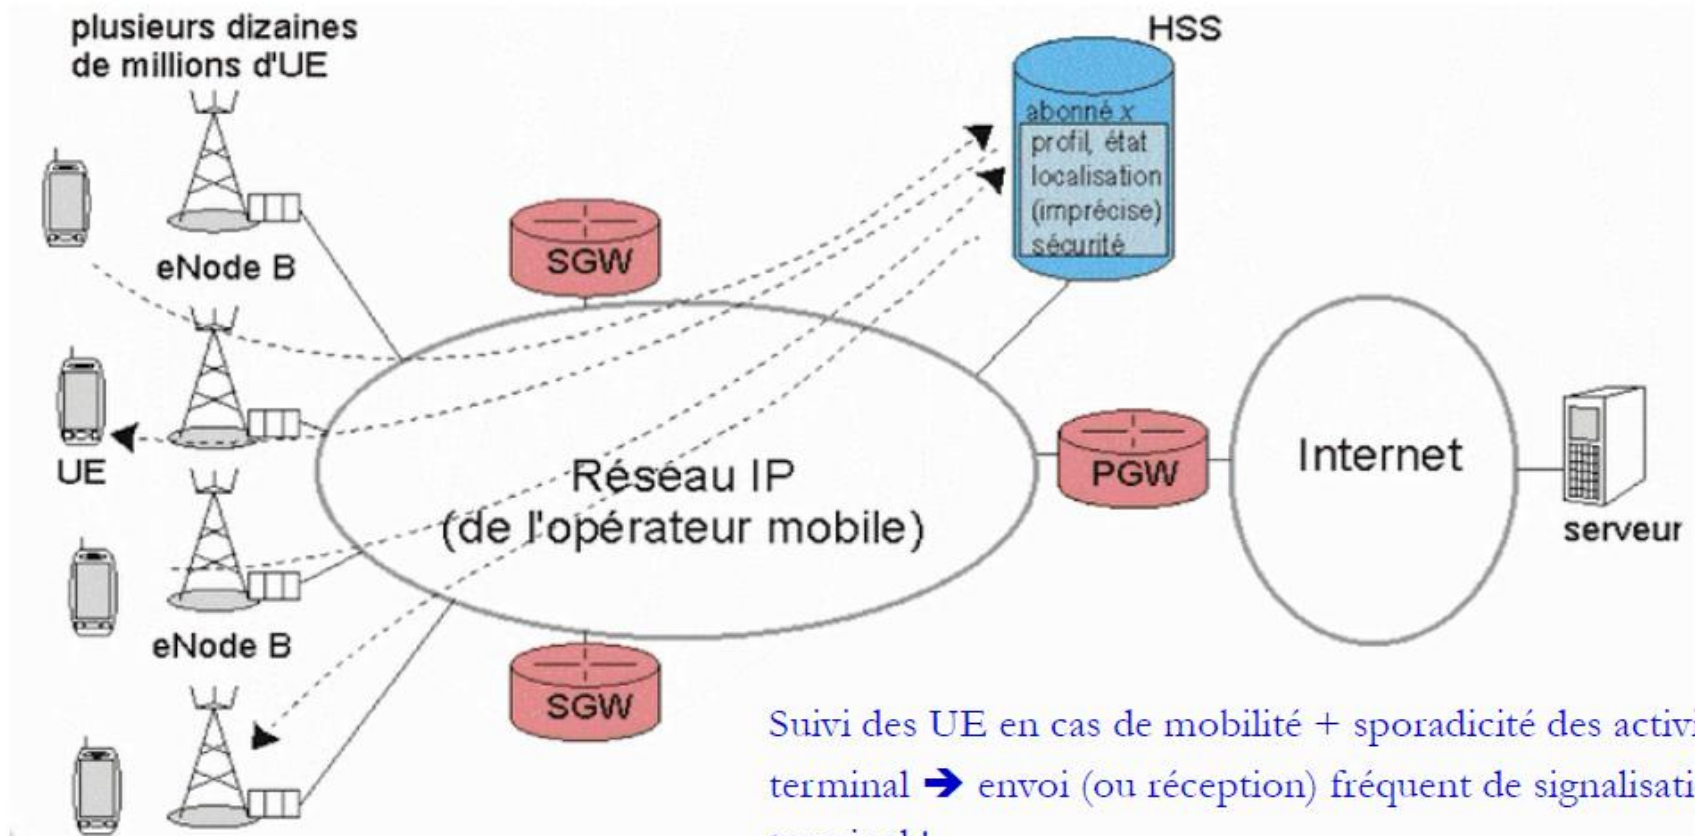 plusieurs dizaines
de millions d'UE
HSS
abonné x
profil, état
localisation
(imprécise)
sécurité
SGW
eNode B
UE
Réseau IP
(de l'opérateur mobile)
PGW
Internet
serveur
eNode B
SGW
Suivi des UE en cas de mobilité + sporadicité des activi
terminal ➔ envoi (ou réception) fréquent de signalisati